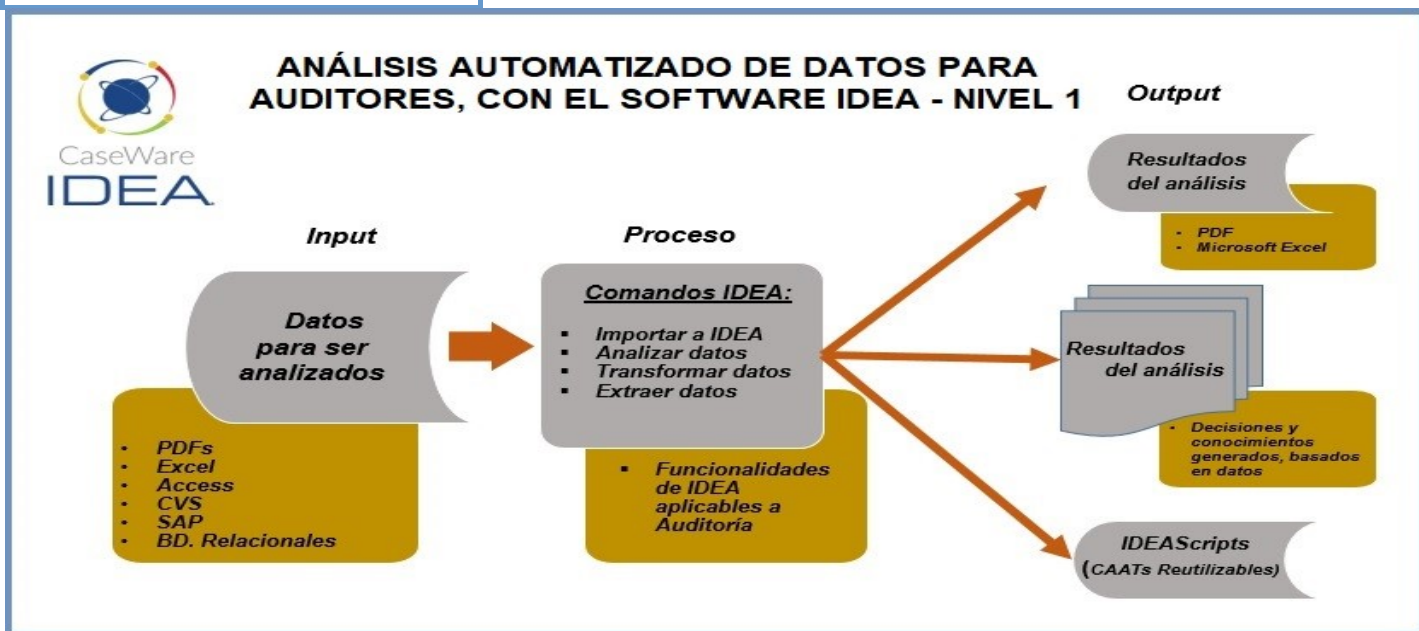 ANÁLISIS AUTOMATIZADO DE DATOS PARA
AUDITORES, CON EL SOFTWARE IDEA - NIVEL 1
CaseWare
IDEA
Input
Datos
para ser
analizados
• PDFs
• Excel
• Access
• CVS
• SAP
• BD. Relacionales
Proceso
Comandos IDEA:
▪ Importar a IDEA
▪ Analizar datos
▪ Transformar datos
▪ Extraer datos
▪ Funcionalidades
de IDEA
aplicables a
Auditoría
Output
Resultados
del análisis
• PDF
• Microsoft Excel
Resultados
del análisis
• Decisiones y
conocimientos
generados, basados
en datos
IDEAScripts
(CAATs Reutilizables)